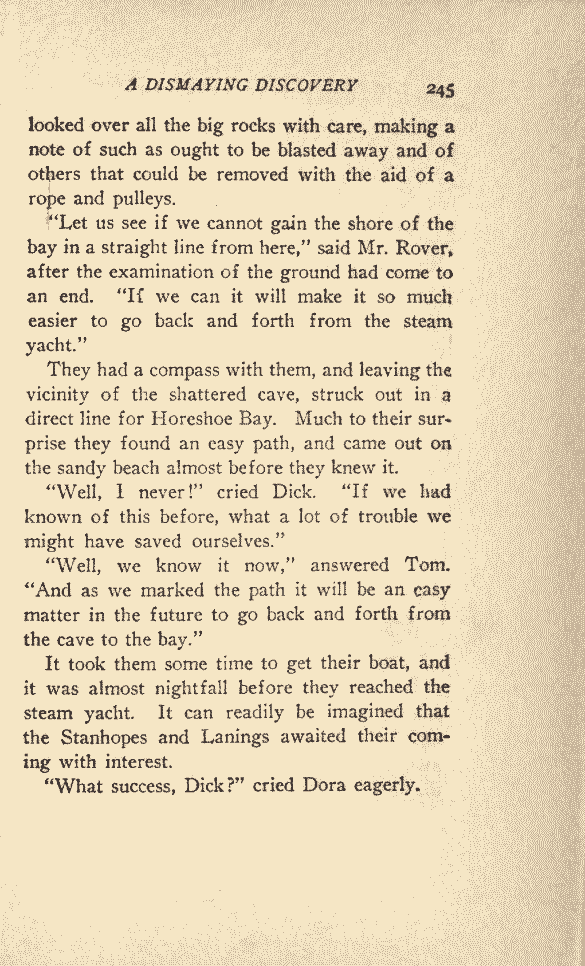 A DISMAYING DISCOVERY 245
looked over all the big rocks with care, making a
note of such as ought to be blasted away and of
others that could be removed with the aid of a
rope and pulleys.
"Let us see if we cannot gain the shore of the
bay in a straight line from here," said Mr. Rover,
after the examination of the ground had come to
an end. "If we can it will make it so much
easier to go back and forth from the steam
yacht."
They had a compass with them, and leaving the
vicinity of the shattered cave, struck out in a
direct line for Horeshoe Bay. Much to their sur-
prise they found an easy path, and came out on
the sandy beach almost before they knew it.
"Well, I never!" cried Dick. "If we had
known of this before, what a lot of trouble we
might have saved ourselves."
"Well, we know it now," answered Tom.
"And as we marked the path it will be an easy
matter in the future to go back and forth from
the cave to the bay."
It took them some time to get their boat, and
it was almost nightfall before they reached the
steam yacht. It can readily be imagined that
the Stanhopes and Lanings awaited their com-
ing with interest.
"What success, Dick?" cried Dora eagerly.